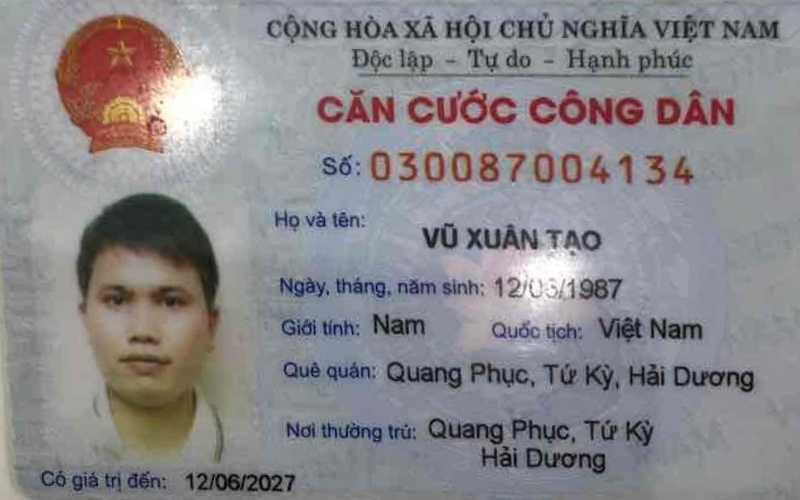 CỘNG HÒA XÃ HỘI CHỦ NGHĨA VIỆT NAM
Độc lập - Tự do - Hạnh phúc
CĂN CƯỚC CÔNG DÂN
Số: 030087004134
Họ và tên:
VŨ XUÂN TẠO
Ngày, tháng, năm sinh: 12/06/1987
Giới tính: Nam Quốc tịch: Việt Nam
Quê quán: Quang Phục, Tứ Kỳ, Hải Dương
Nơi thường trú: Quang Phục, Tứ Kỳ
Hải Dương
Có giá trị đến: 12/06/2027